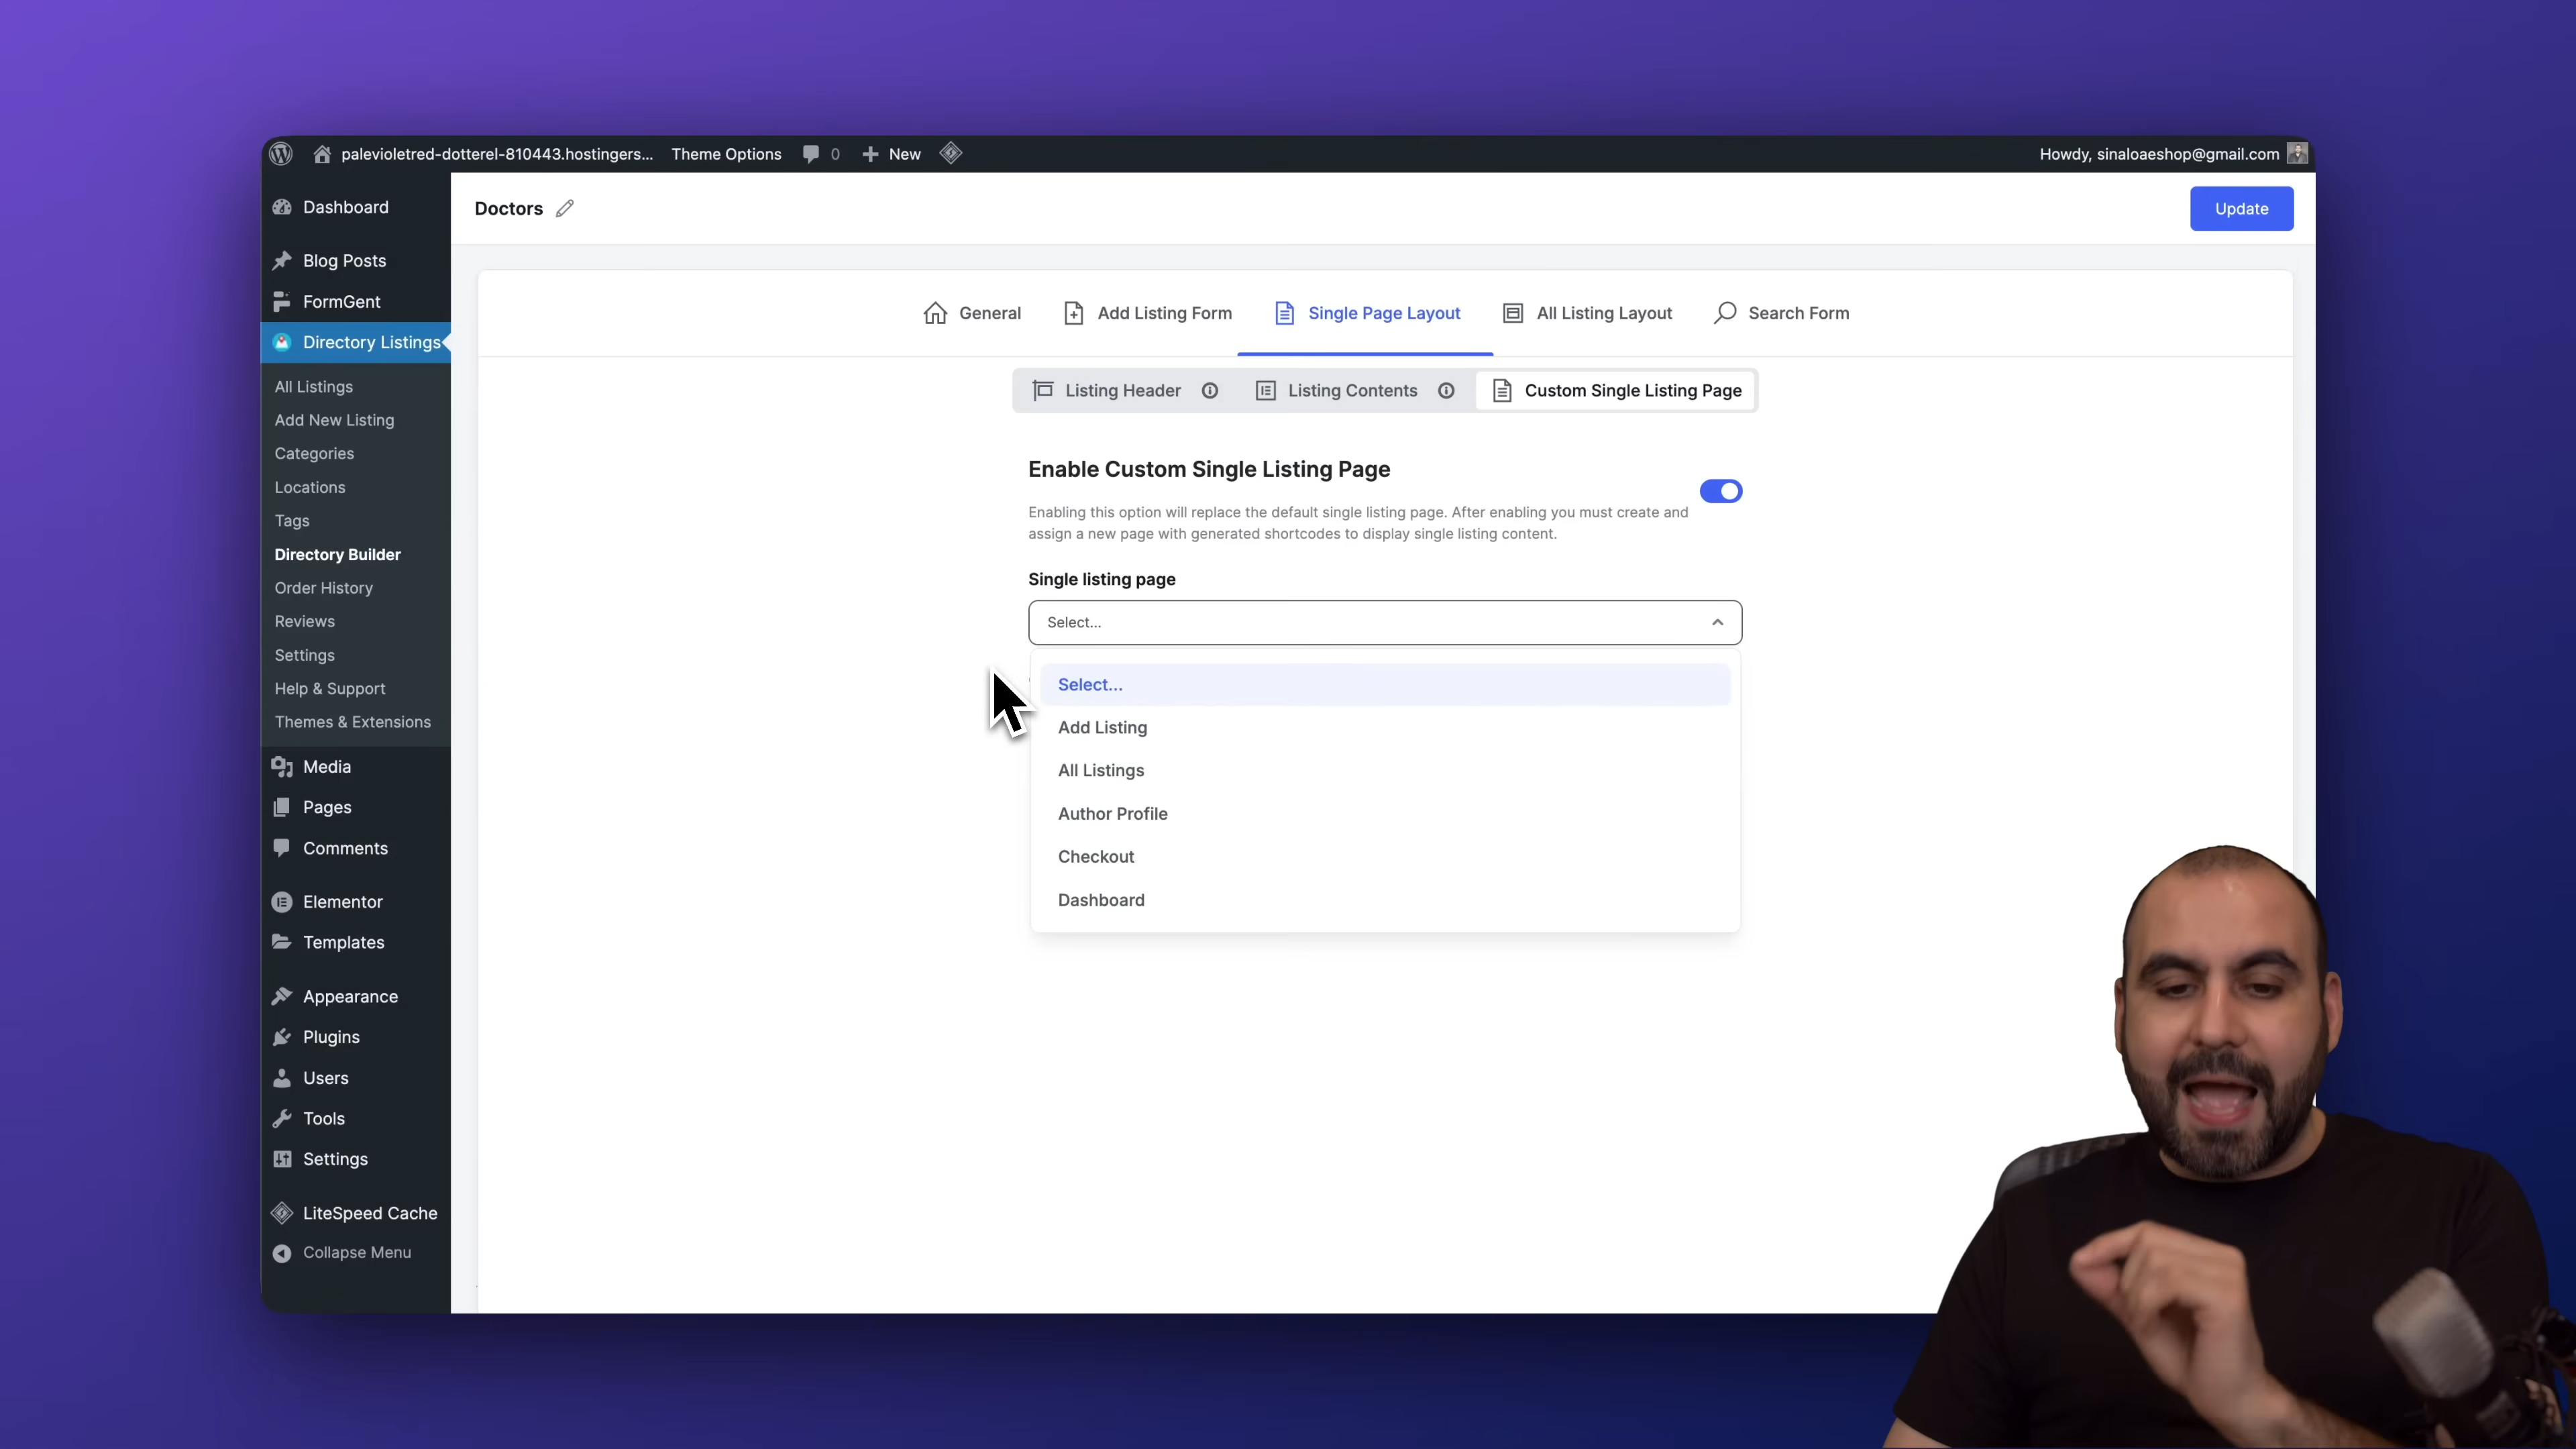 palevioletred-dotterel-810443.hostingers... Theme Options 0 New Howdy, sinaloaeshop@gmail.com
Dashboard
Blog Posts
FormGent
Directory Listings
All Listings
Add New Listing
Categories
Locations
Tags
Directory Builder
Order History
Reviews
Settings
Help & Support
Themes & Extensions
Media
Pages
Comments
Elementor
Templates
Appearance
Plugins
Users
Tools
Settings
LiteSpeed Cache
Collapse Menu
Doctors
Update
General Add Listing Form Single Page Layout All Listing Layout Search Form
Listing Header Listing Contents Custom Single Listing Page
Enable Custom Single Listing Page
Enabling this option will replace the default single listing page. After enabling you must create and
assign a new page with generated shortcodes to display single listing content.
Single listing page
Select...
Select...
Add Listing
All Listings
Author Profile
Checkout
Dashboard